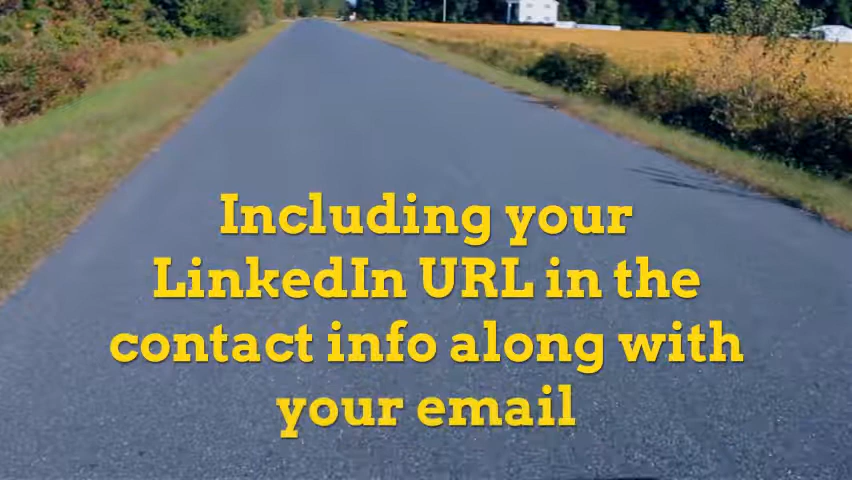 Including your
LinkedIn URL in the
contact info along with
your email